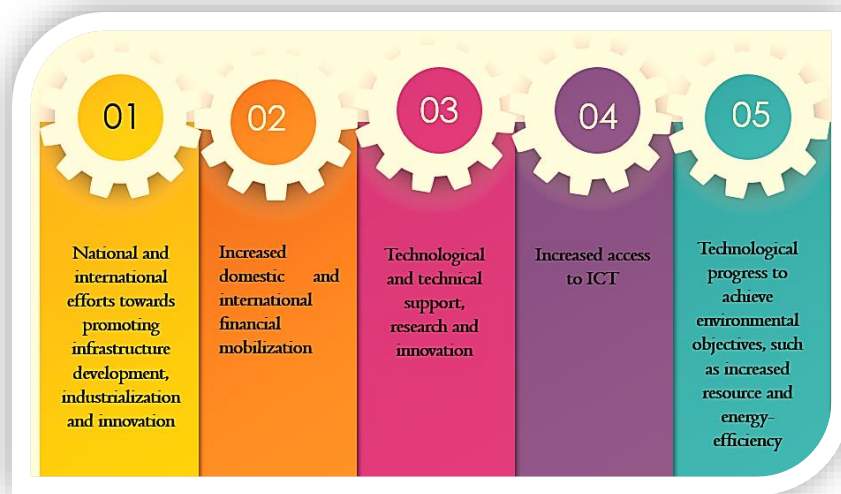 01
National and
international
efforts towards
promoting
infrastructure
development,
industrialization
and innovation
02
Increased
domestic and
international
financial
mobilization
03
Technological
and technical
support,
research and
innovation
04
Increased access
to ICT
05
Technological
progress to
achieve
environmental
objectives, such
as increased
resource and
energy-
efficiency